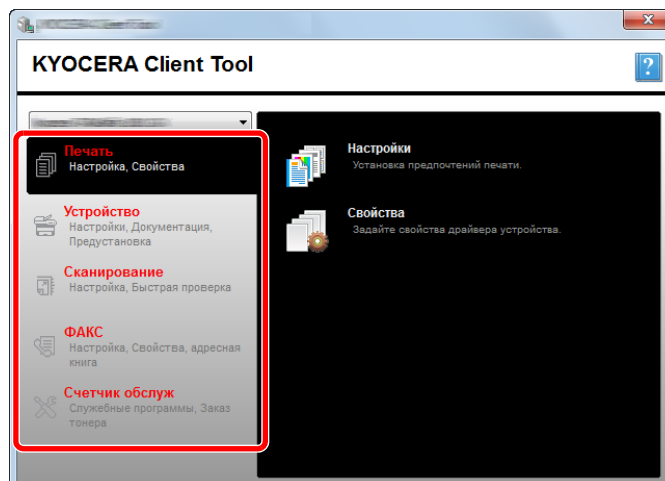 KYOCERA Client Tool
Печать
Настройка, Свойства
Устройство
Настройки, Документация,
Предустановка
Сканирование
Настройка, Быстрая проверка
ФАКС
Настройка, Свойства, адресная
книга
Счетчик обслуж
Служебные программы, Заказ
тонера
Настройки
Установка предпочтений печати.
Свойства
Задайте свойства драйвера устройства.